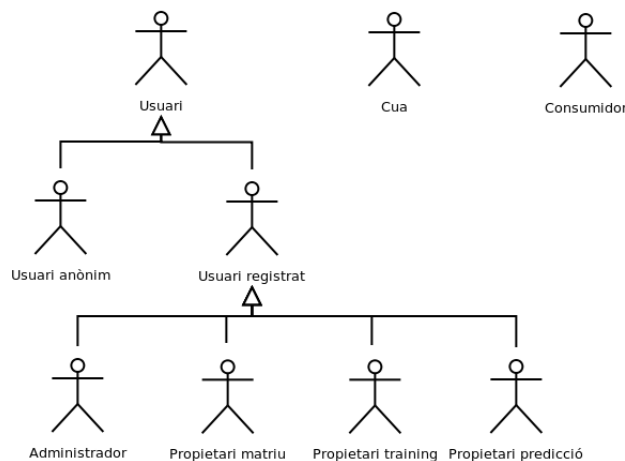 Usuari
Cua
Consumidor
Usuari anònim
Usuari registrat
Administrador
Propietari matriu
Propietari training
Propietari predicció